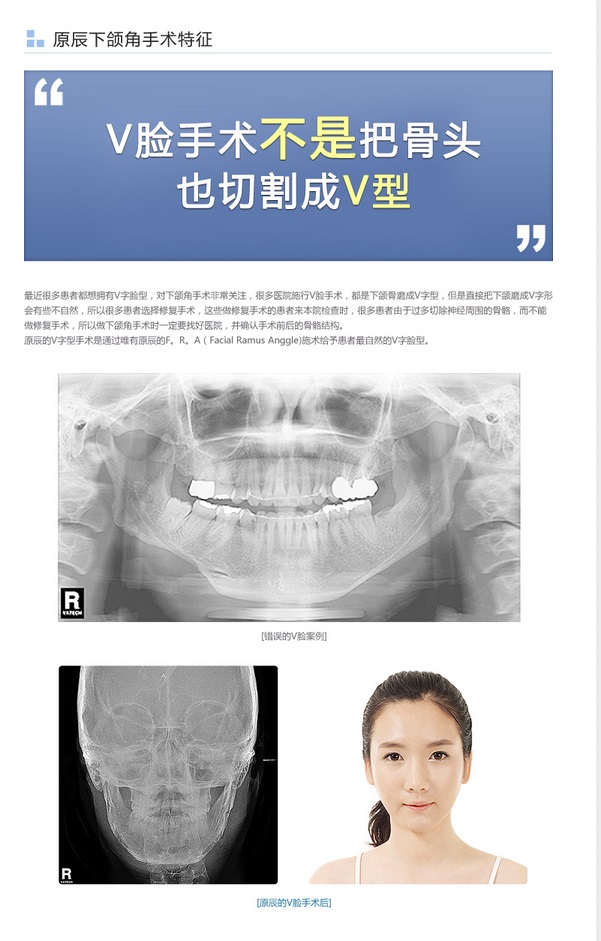 原辰下颌角手术特征
“
V脸手术不是把骨头
也切割成V型
”
最近很多患者都想拥有V字脸型，对下颌角手术非常关注，很多医院施行V脸手术，都是下颌骨磨成V字型，但是直接把下颌磨成V字形
会有些不自然，所以很多患者选择修复手术，这些做修复手术的患者来本院检查时，很多患者由于过多切除神经周围的骨骼，而不能
做修复手术，所以做下颌角手术时一定要找好医院，并确认手术前后的骨骼结构。
原辰的V字型手术是通过唯有原辰的F。R。A（Facial Ramus Anggle)施术给予患者最自然的V字脸型。
R
VATECH
[错误的V脸案例]
R
VATECH
[原辰的V脸手术后]